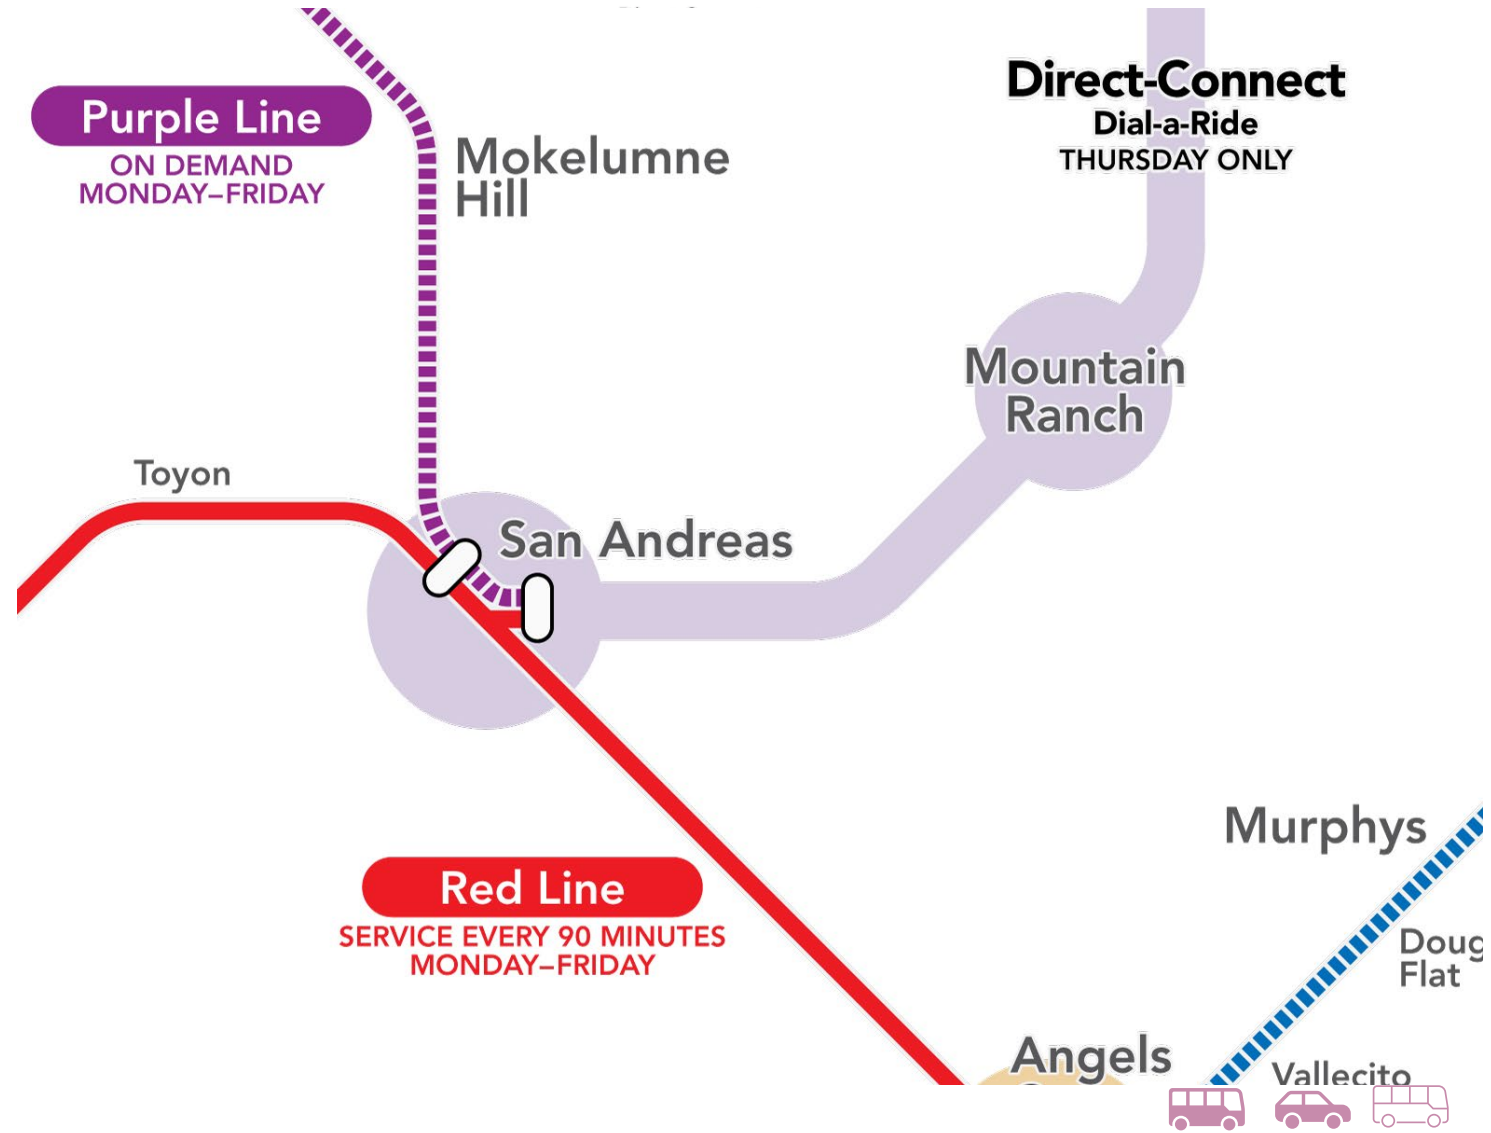 Purple Line
ON DEMAND
MONDAY–FRIDAY
Mokelumne
Hill
Direct-Connect
Dial-a-Ride
THURSDAY ONLY
Mountain
Ranch
Toyon
San Andreas
Murphys
Red Line
SERVICE EVERY 90 MINUTES
MONDAY–FRIDAY
Doug
Flat
Angels
Vallecito